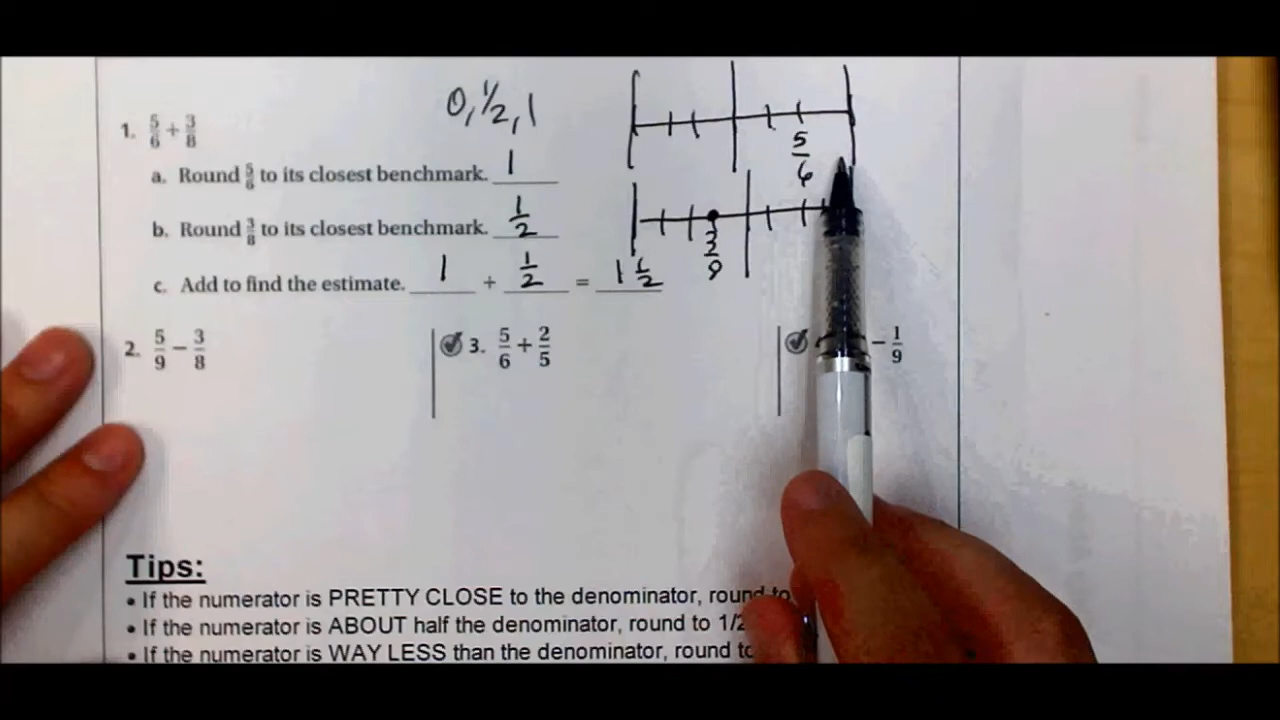 0, 1/2, 1
1. 5/6 + 3/8
a. Round 5/6 to its closest benchmark. 1
5/6
b. Round 3/8 to its closest benchmark. 1/2
3/9
c. Add to find the estimate. 1 + 1/2 = 1 1/2
2. 5/9 − 3/8
3. 5/6 + 2/5
− 1/9
Tips:
• If the numerator is PRETTY CLOSE to the denominator, round to
• If the numerator is ABOUT half the denominator, round to 1/2
• If the numerator is WAY LESS than the denominator, round to